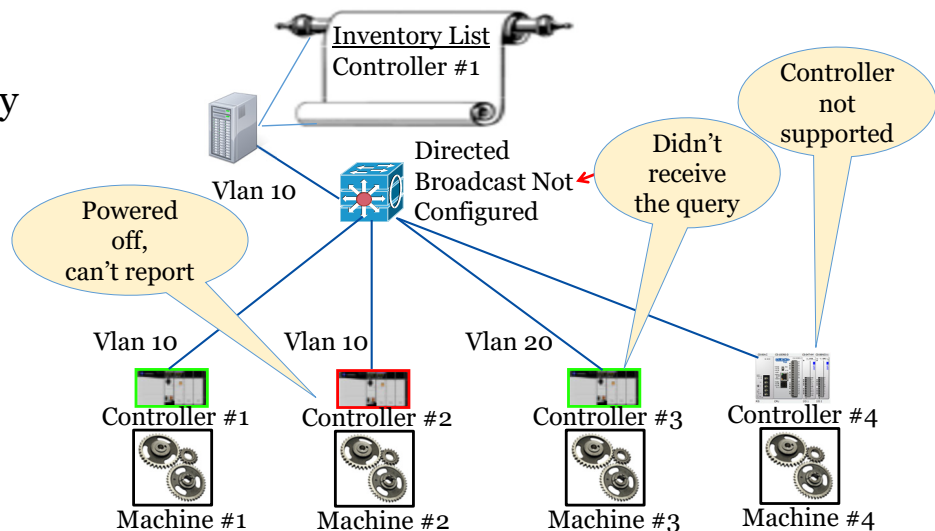 Inventory List
Controller #1
y
Controller
not
supported
Directed
Broadcast Not
Configured
Didn’t
receive
the query
Vlan 10
Powered
off,
can’t report
Vlan 10
Vlan 10
Vlan 20
Controller #1
Controller #2
Controller #3
Controller #4
Machine #1
Machine #2
Machine #3
Machine #4